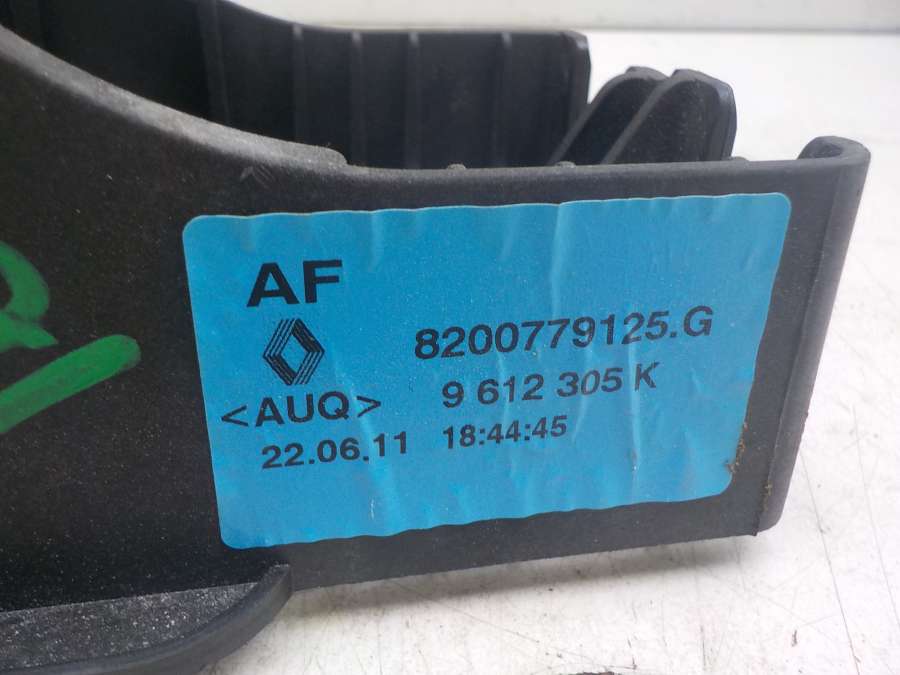 AF
8200779125.G
<AUQ> 9 612 305 K
22.06.11 18:44:45